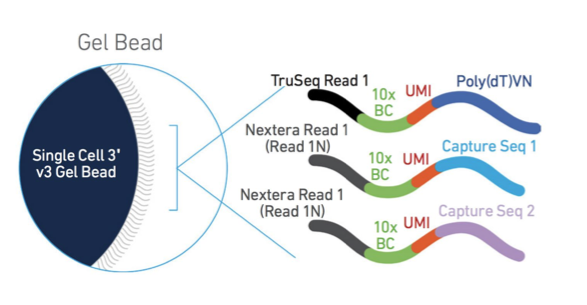 Gel Bead
Single Cell 3'
v3 Gel Bead
TruSeq Read 1
10x
BC
UMI
Poly(dT)VN
Nextera Read 1
(Read 1N)
10x
BC
UMI
Capture Seq 1
Nextera Read 1
(Read 1N)
10x
BC
UMI
Capture Seq 2